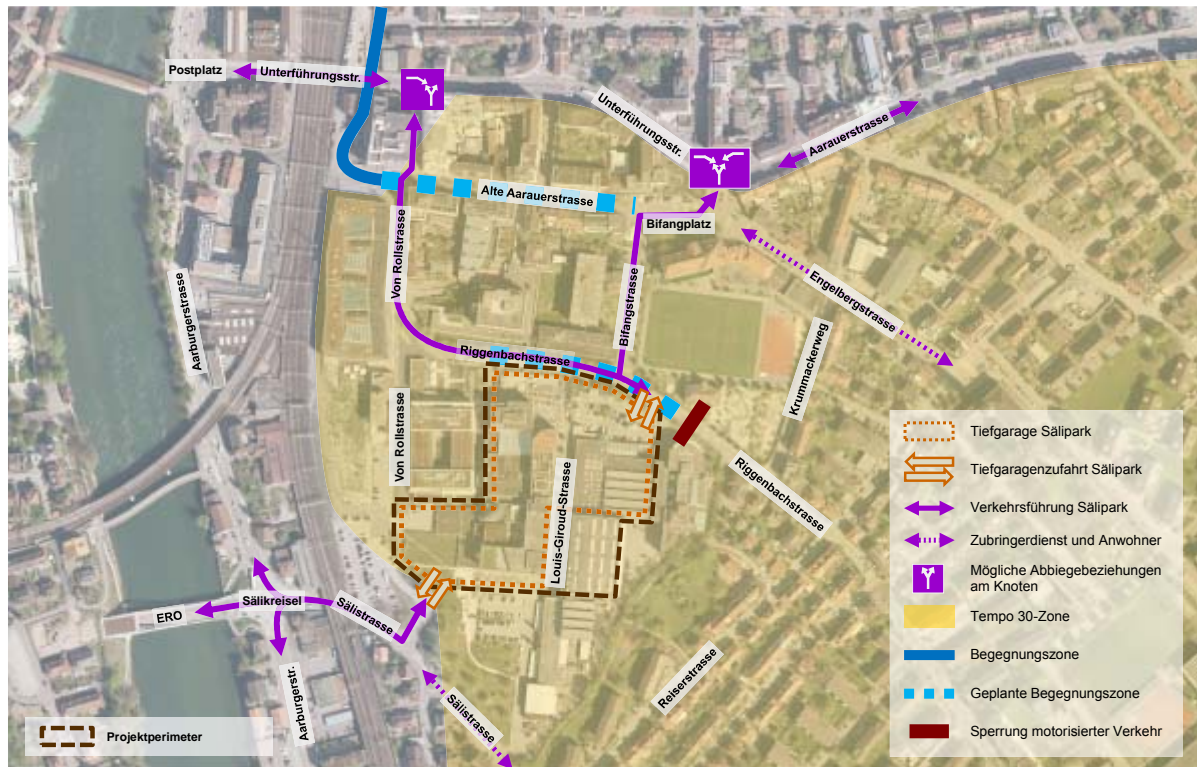 Postplatz
Unterführungsstr.
Unterführungsstr.
Aarauerstrasse
Alte Aarauerstrasse
Bifangplatz
Von Rollstrasse
Bifangstrasse
Engelbergstrasse
Aarburgerstrasse
Riggenbachstrasse
Krummackerweg
Von Rollstrasse
Louis-Giroud-Strasse
Riggenbachstrasse
Sälikreisel
ERO
Sälistrasse
Aarburgerstr.
Reiserstrasse
Sälistrasse
Projektperimeter
Tiefgarage Sälipark
Tiefgaragenzufahrt Sälipark
Verkehrsführung Sälipark
Zubringerdienst und Anwohner
Mögliche Abbiegebeziehungen
am Knoten
Tempo 30-Zone
Begegnungszone
Geplante Begegnungszone
Sperrung motorisierter Verkehr